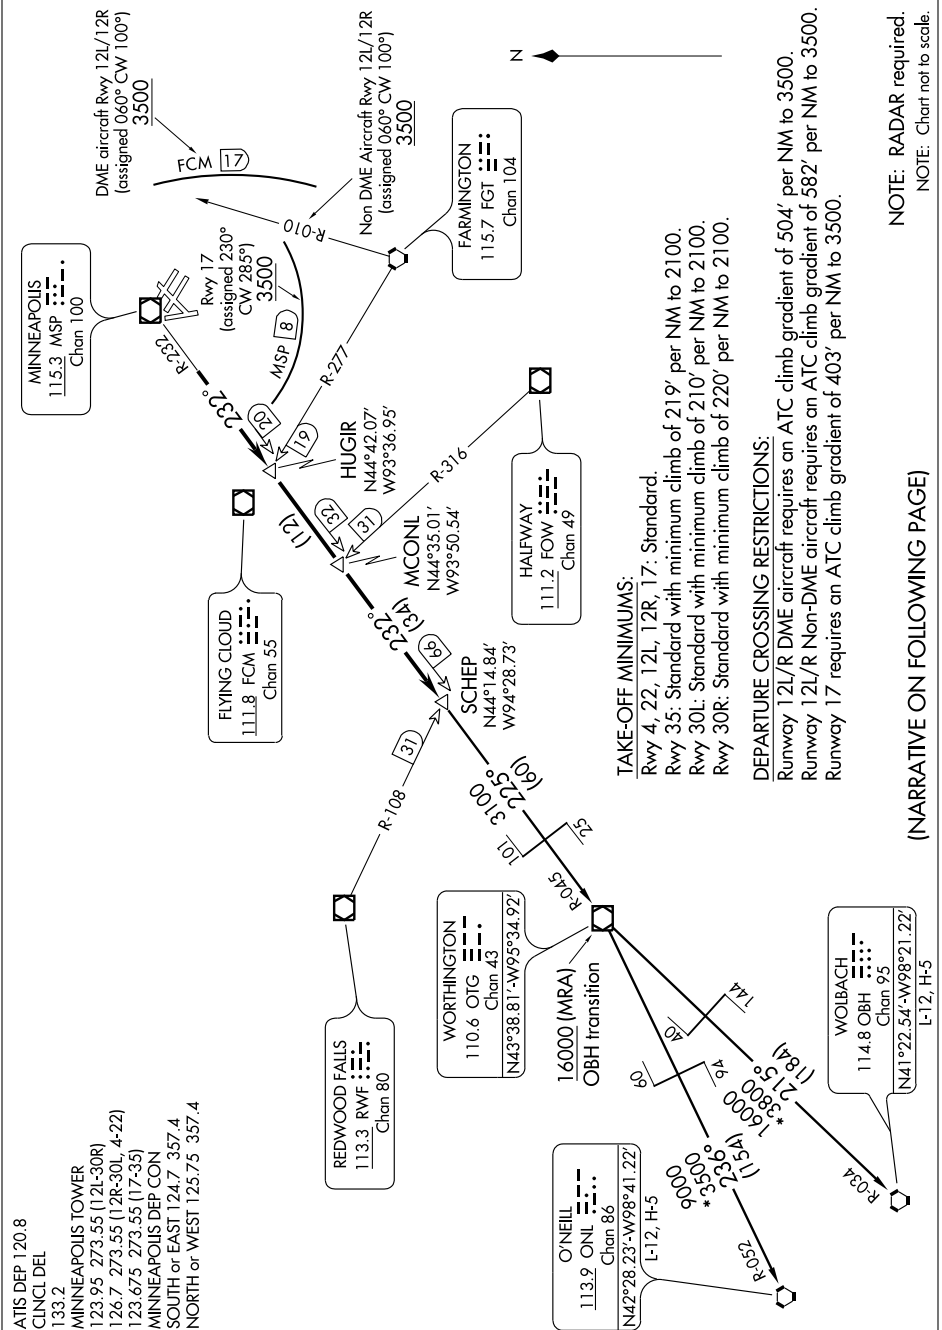 ATIS DEP 120.8
CLNCL DEL
133.2
MINNEAPOLIS TOWER
123.95 273.55 (12L-30R)
126.7 273.55 (12R-30L, 4-22)
123.675 273.55 (17-35)
MINNEAPOLIS DEP CON
SOUTH or EAST 124.7 357.4
NORTH or WEST 125.75 357.4
MINNEAPOLIS
115.3 MSP
Chan 100
DME aircraft Rwy 12L/12R
(assigned 060° CW 100°)
3500
FCM 17
Non DME Aircraft Rwy 12L/12R
(assigned 060° CW 100°)
3500
R-010
Rwy 17
(assigned 230°
CW 285°)
3500
MSP 8
FARMINGTON
115.7 FGT
Chan 104
N
R-232
232°
20
19
R-277
HUGIR
N44°42.07'
W93°36.95'
FLYING CLOUD
111.8 FCM
Chan 55
(12)
32
31
R-316
MCONL
N44°35.01'
W93°50.54'
HALFWAY
111.2 FOW
Chan 49
232°
(34)
66
SCHEP
N44°14.84'
W94°28.73'
31
R-108
REDWOOD FALLS
113.3 RWF
Chan 80
3100
225°
(60)
101
25
R-045
WORTHINGTON
110.6 OTG
Chan 43
N43°38.81'-W95°34.92'
16000 (MRA)
OBH transition
90
94
9000
*3500
236°
(154)
R-052
O'NEILL
113.9 ONL
Chan 86
N42°28.23'-W98°41.22'
L-12, H-5
40
144
16000
*3800
215°
(184)
R-034
WOLBACH
114.8 OBH
Chan 95
N41°22.54'-W98°21.22'
L-12, H-5
TAKE-OFF MINIMUMS:
Rwy 4, 22, 12L, 12R, 17: Standard.
Rwy 35: Standard with minimum climb of 219' per NM to 2100.
Rwy 30L: Standard with minimum climb of 210' per NM to 2100.
Rwy 30R: Standard with minimum climb of 220' per NM to 2100.
DEPARTURE CROSSING RESTRICTIONS:
Runway 12L/R DME aircraft requires an ATC climb gradient of 504' per NM to 3500.
Runway 12L/R Non-DME aircraft requires an ATC climb gradient of 582' per NM to 3500.
Runway 17 requires an ATC climb gradient of 403' per NM to 3500.
NOTE: RADAR required.
NOTE: Chart not to scale.
(NARRATIVE ON FOLLOWING PAGE)